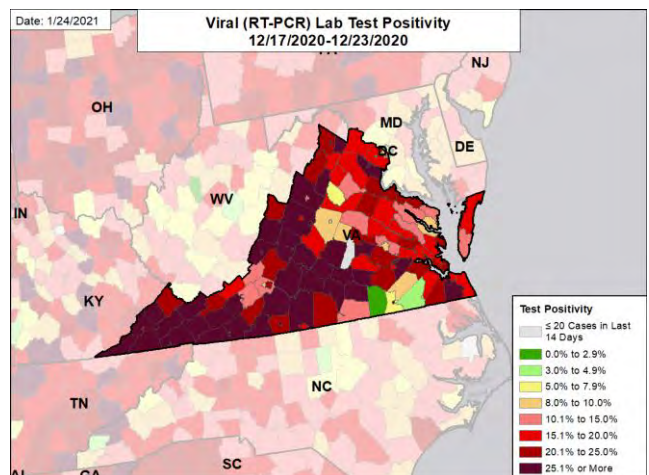 Date: 1/24/2021
Viral (RT-PCR) Lab Test Positivity
12/17/2020-12/23/2020
NJ
OH
MD
DC
DE
WV
IN
VA
KY
NC
TN
SC
Test Positivity
≤ 20 Cases in Last
14 Days
0.0% to 2.9%
3.0% to 4.9%
5.0% to 7.9%
8.0% to 10.0%
10.1% to 15.0%
15.1% to 20.0%
20.1% to 25.0%
25.1% or More